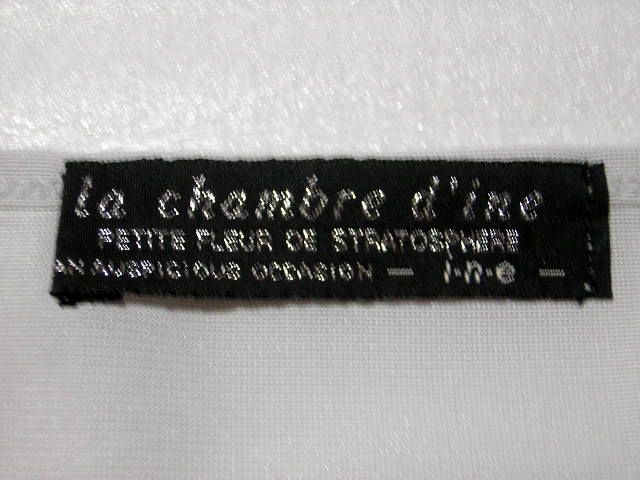 la chambre d'ine
PETITE FLEUR DE STRATOSPHERE
AN AUSPICIOUS OCCASION — i·n·e —